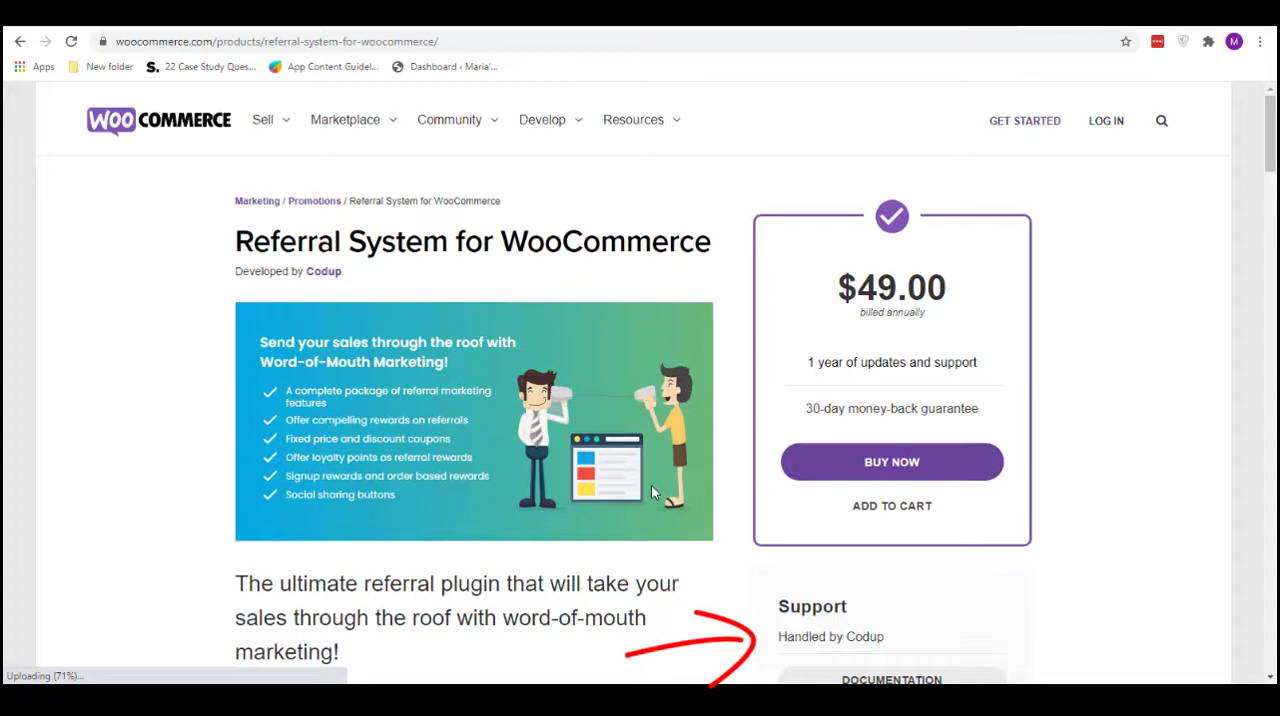 woocommerce.com/products/referral-system-for-woocommerce/
M
Apps New folder S. 22 Case Study Ques... App Content Guidel... Dashboard ‹ Maria'...
WOO COMMERCE Sell Marketplace Community Develop Resources GET STARTED LOG IN
Marketing / Promotions / Referral System for WooCommerce
Referral System for WooCommerce
Developed by Codup
Send your sales through the roof with
Word-of-Mouth Marketing!
A complete package of referral marketing
features
Offer compelling rewards on referrals
Fixed price and discount coupons
Offer loyalty points as referral rewards
Signup rewards and order based rewards
Social sharing buttons
The ultimate referral plugin that will take your
sales through the roof with word-of-mouth
marketing!
$49.00
billed annually
1 year of updates and support
30-day money-back guarantee
BUY NOW
ADD TO CART
Support
Handled by Codup
DOCUMENTATION
Uploading (71%)...